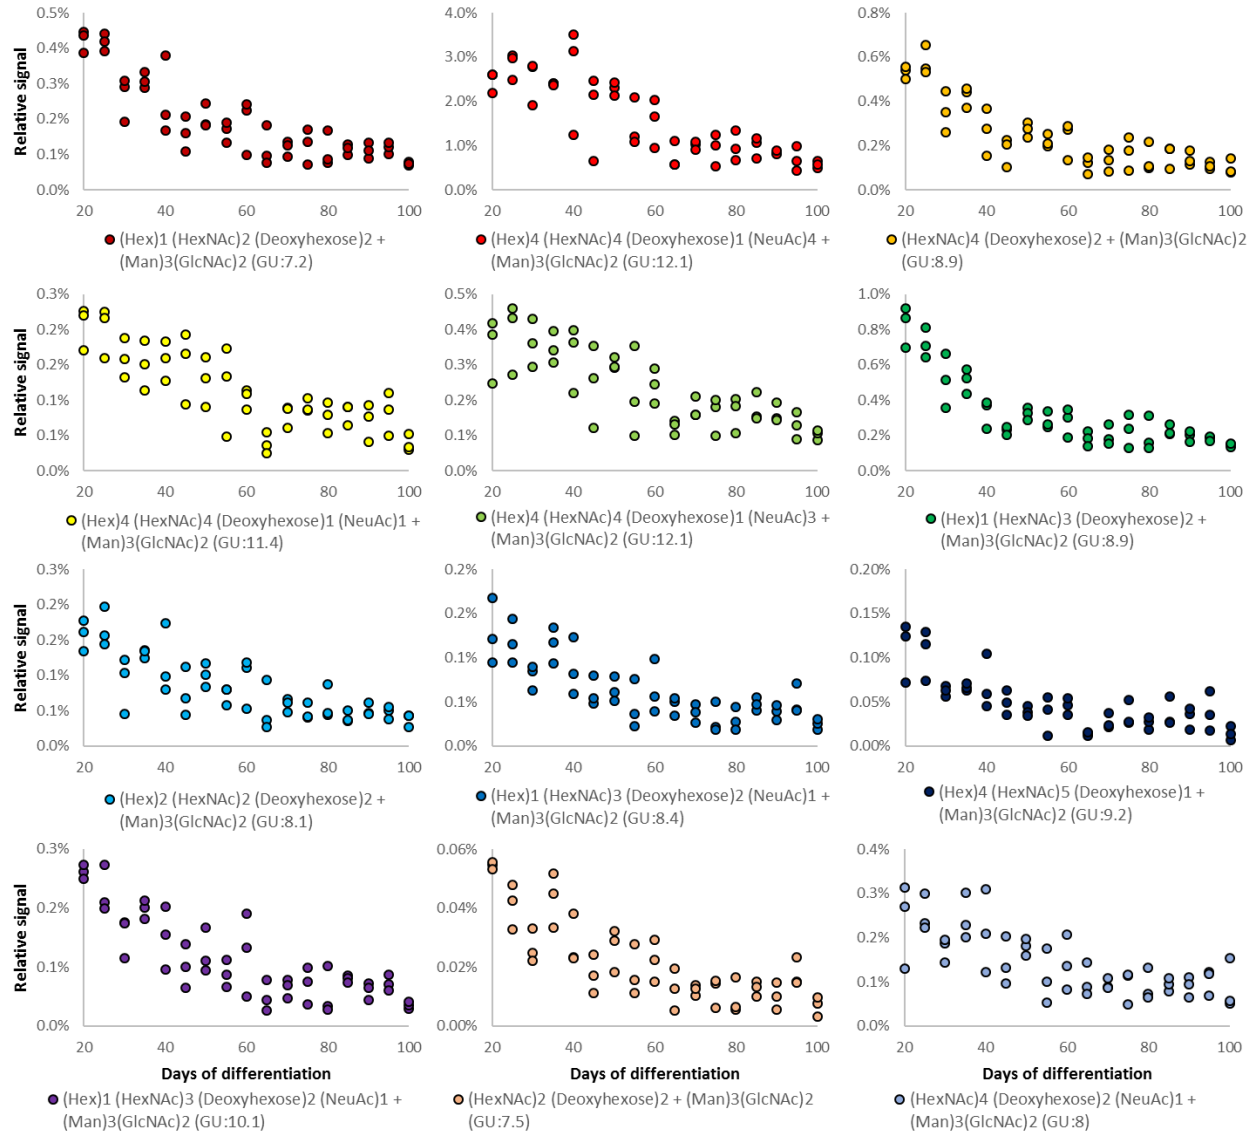 Relative signal
0.5%
0.4%
0.3%
0.2%
0.1%
0.0%
20 40 60 80 100
(Hex)1 (HexNAc)2 (Deoxyhexose)2 +
(Man)3(GlcNAc)2 (GU:7.2)
4.0%
3.0%
2.0%
1.0%
0.0%
20 40 60 80 100
(Hex)4 (HexNAc)4 (Deoxyhexose)1 (NeuAc)4 +
(Man)3(GlcNAc)2 (GU:12.1)
0.8%
0.6%
0.4%
0.2%
0.0%
20 40 60 80 100
(HexNAc)4 (Deoxyhexose)2 + (Man)3(GlcNAc)2
(GU:8.9)
Relative signal
0.3%
0.2%
0.2%
0.1%
0.1%
0.0%
20 40 60 80 100
(Hex)4 (HexNAc)4 (Deoxyhexose)1 (NeuAc)1 +
(Man)3(GlcNAc)2 (GU:11.4)
0.5%
0.4%
0.3%
0.2%
0.1%
0.0%
20 40 60 80 100
(Hex)4 (HexNAc)4 (Deoxyhexose)1 (NeuAc)3 +
(Man)3(GlcNAc)2 (GU:12.1)
1.0%
0.8%
0.6%
0.4%
0.2%
0.0%
20 40 60 80 100
(Hex)1 (HexNAc)3 (Deoxyhexose)2 +
(Man)3(GlcNAc)2 (GU:8.9)
Relative signal
0.3%
0.2%
0.2%
0.1%
0.1%
0.0%
20 40 60 80 100
(Hex)2 (HexNAc)2 (Deoxyhexose)2 +
(Man)3(GlcNAc)2 (GU:8.1)
0.2%
0.2%
0.1%
0.1%
0.0%
20 40 60 80 100
(Hex)1 (HexNAc)3 (Deoxyhexose)2 (NeuAc)1 +
(Man)3(GlcNAc)2 (GU:8.4)
0.20%
0.15%
0.10%
0.05%
0.00%
20 40 60 80 100
(Hex)4 (HexNAc)5 (Deoxyhexose)1 +
(Man)3(GlcNAc)2 (GU:9.2)
Relative signal
0.3%
0.2%
0.1%
0.0%
20 40 60 80 100
Days of differentiation
(Hex)1 (HexNAc)3 (Deoxyhexose)2 (NeuAc)1 +
(Man)3(GlcNAc)2 (GU:10.1)
0.06%
0.04%
0.02%
0.00%
20 40 60 80 100
Days of differentiation
(HexNAc)2 (Deoxyhexose)2 + (Man)3(GlcNAc)2
(GU:7.5)
0.4%
0.3%
0.2%
0.1%
0.0%
20 40 60 80 100
Days of differentiation
(HexNAc)4 (Deoxyhexose)2 (NeuAc)1 +
(Man)3(GlcNAc)2 (GU:8)